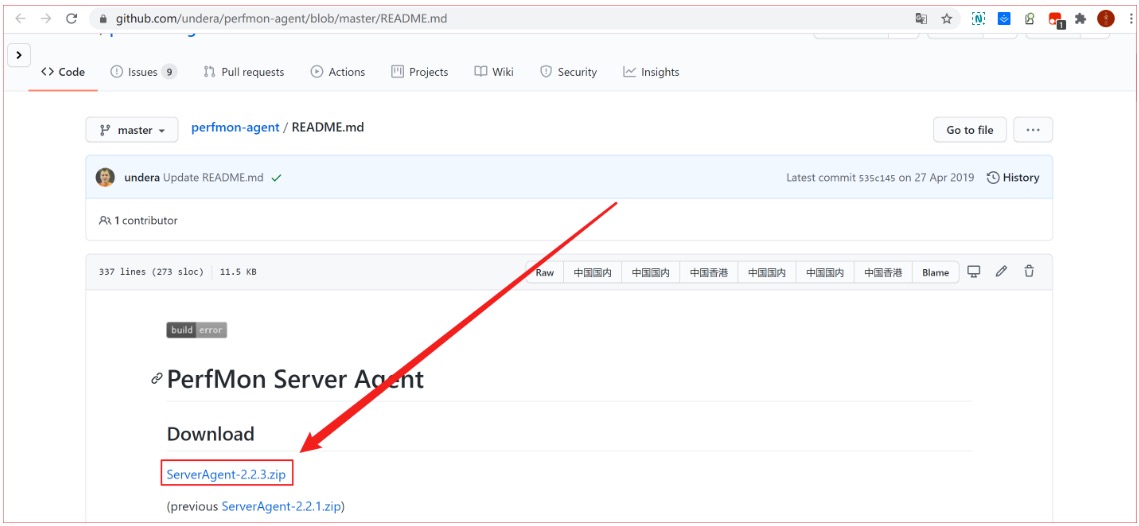 github.com/undera/perfmon-agent/blob/master/README.md
1
Code Issues 9 Pull requests Actions Projects Wiki Security Insights
master perfmon-agent / README.md Go to file ...
undera Update README.md Latest commit 535c145 on 27 Apr 2019 History
1 contributor
337 lines (273 sloc) 11.5 KB Raw 中国国内 中国国内 中国香港 中国国内 中国国内 中国香港 Blame
build error
PerfMon Server Agent
Download
ServerAgent-2.2.3.zip
(previous ServerAgent-2.2.1.zip)